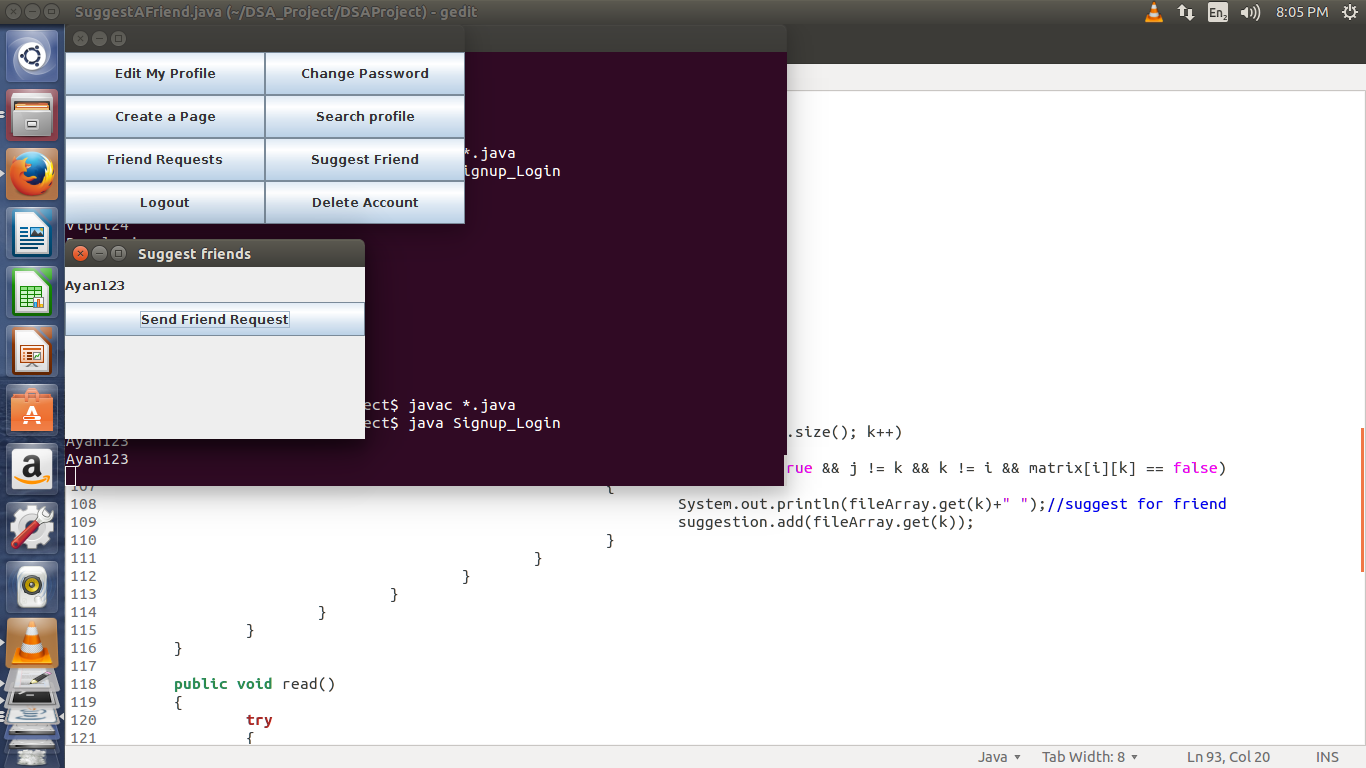 SuggestAFriend.java (~/DSA_Project/DSAProject) - gedit
En2
8:05 PM
Edit My Profile
Change Password
Create a Page
Search profile
Friend Requests
Suggest Friend
Logout
Delete Account
*.java
ignup_Login
Vipul24
Suggest friends
Ayan123
Send Friend Request
ect$ javac *.java
ect$ java Signup_Login
Ayan123
Ayan123
.size(); k++)
rue && j != k && k != i && matrix[i][k] == false)
107 {
108 System.out.println(fileArray.get(k)+" ");//suggest for friend
109 suggestion.add(fileArray.get(k));
110 }
111 }
112 }
113 }
114 }
115 }
116 }
117
118 public void read()
119 {
120 try
121 {
Java
Tab Width: 8
Ln 93, Col 20
INS